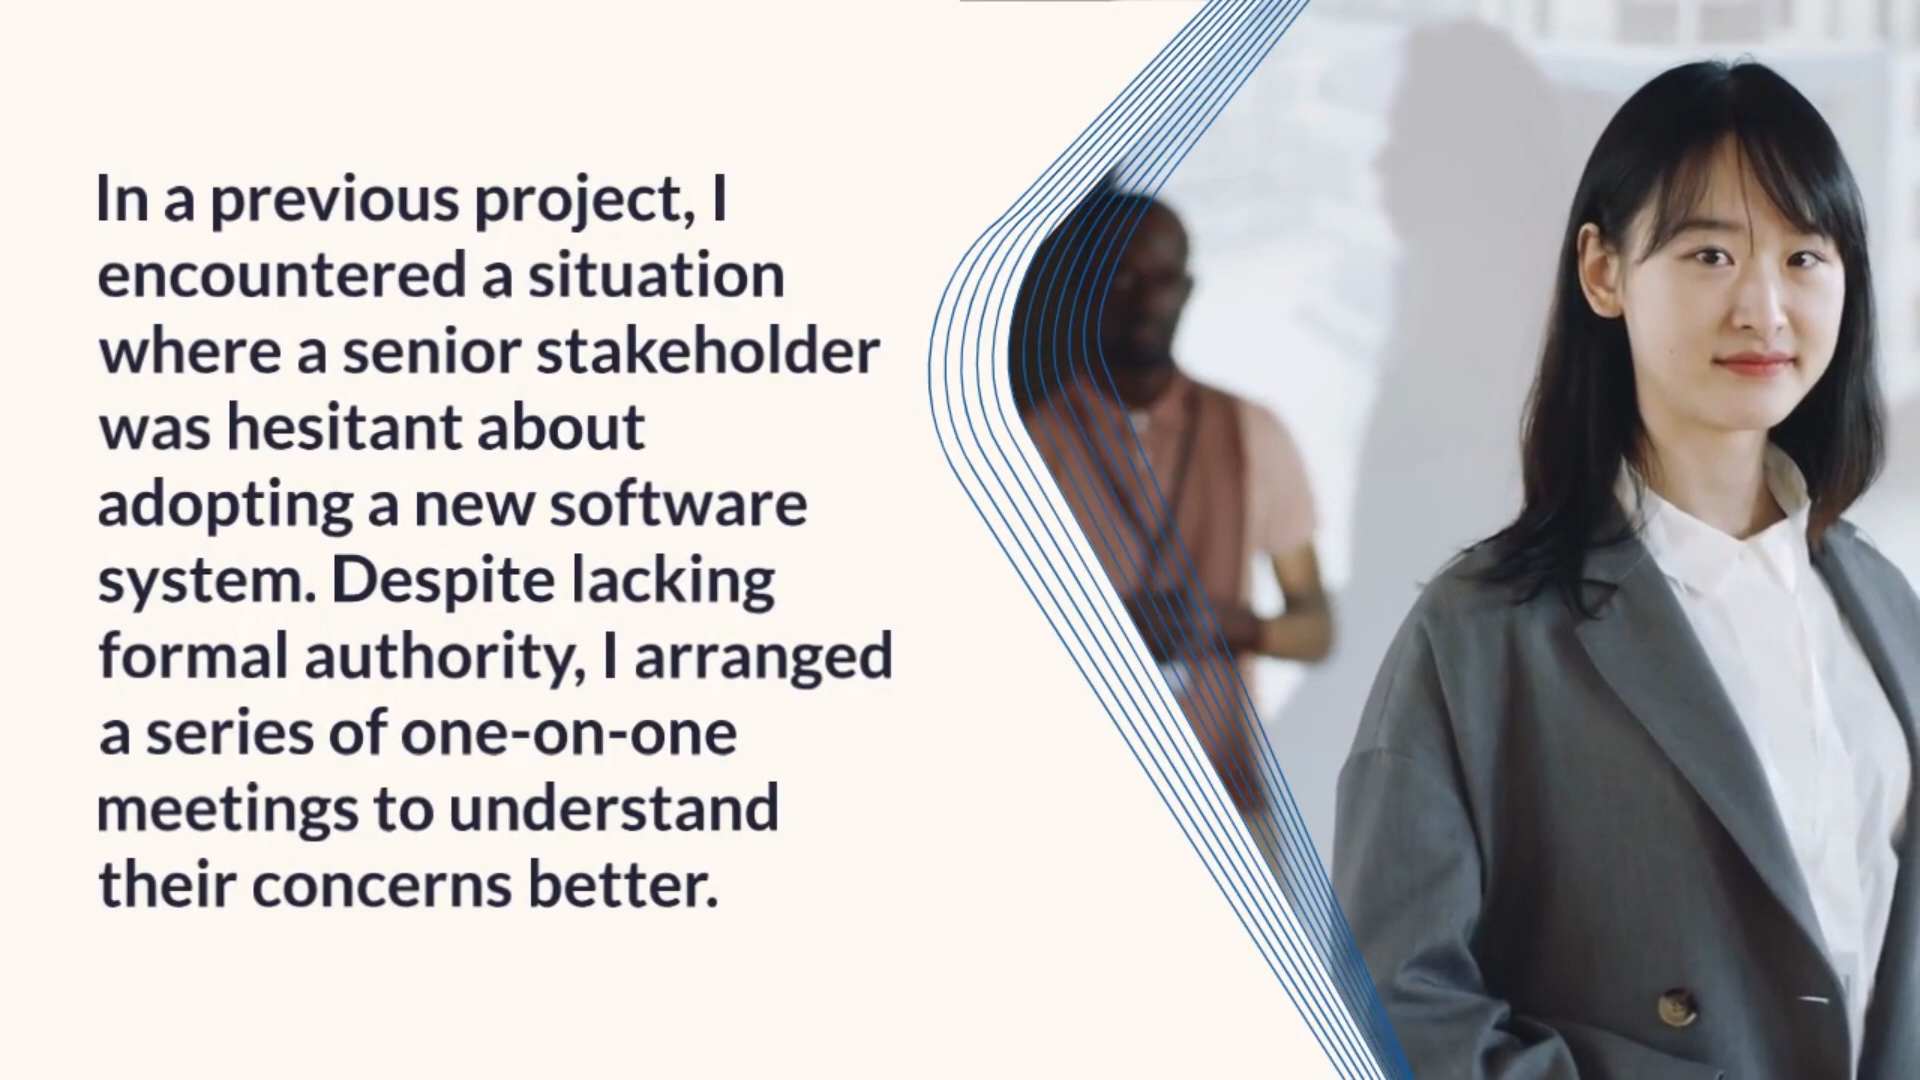 In a previous project, I
encountered a situation
where a senior stakeholder
was hesitant about
adopting a new software
system. Despite lacking
formal authority, I arranged
a series of one-on-one
meetings to understand
their concerns better.